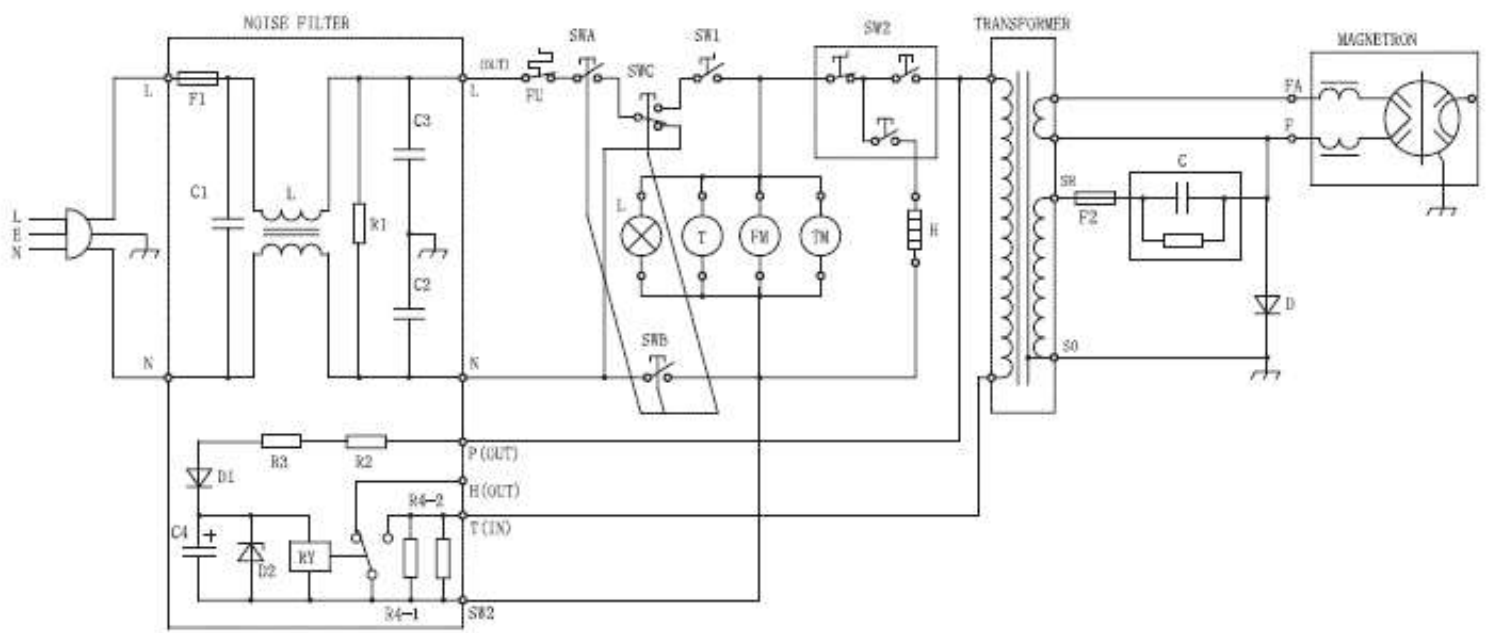 NOISE FILTER
TRANSFORMER
MAGNETRON
SWA
SW1
SW2
(OUT)
SWC
L
F1
L
FU
FA
F
C3
C
C1
L
SR
F2
R1
L
T
FM
TM
H
L
E
N
C2
D
SWB
SO
N
N
R3
R2
P(OUT)
D1
H(OUT)
R4-2
T(IN)
C4
+
RY
D2
R4-1
SW2